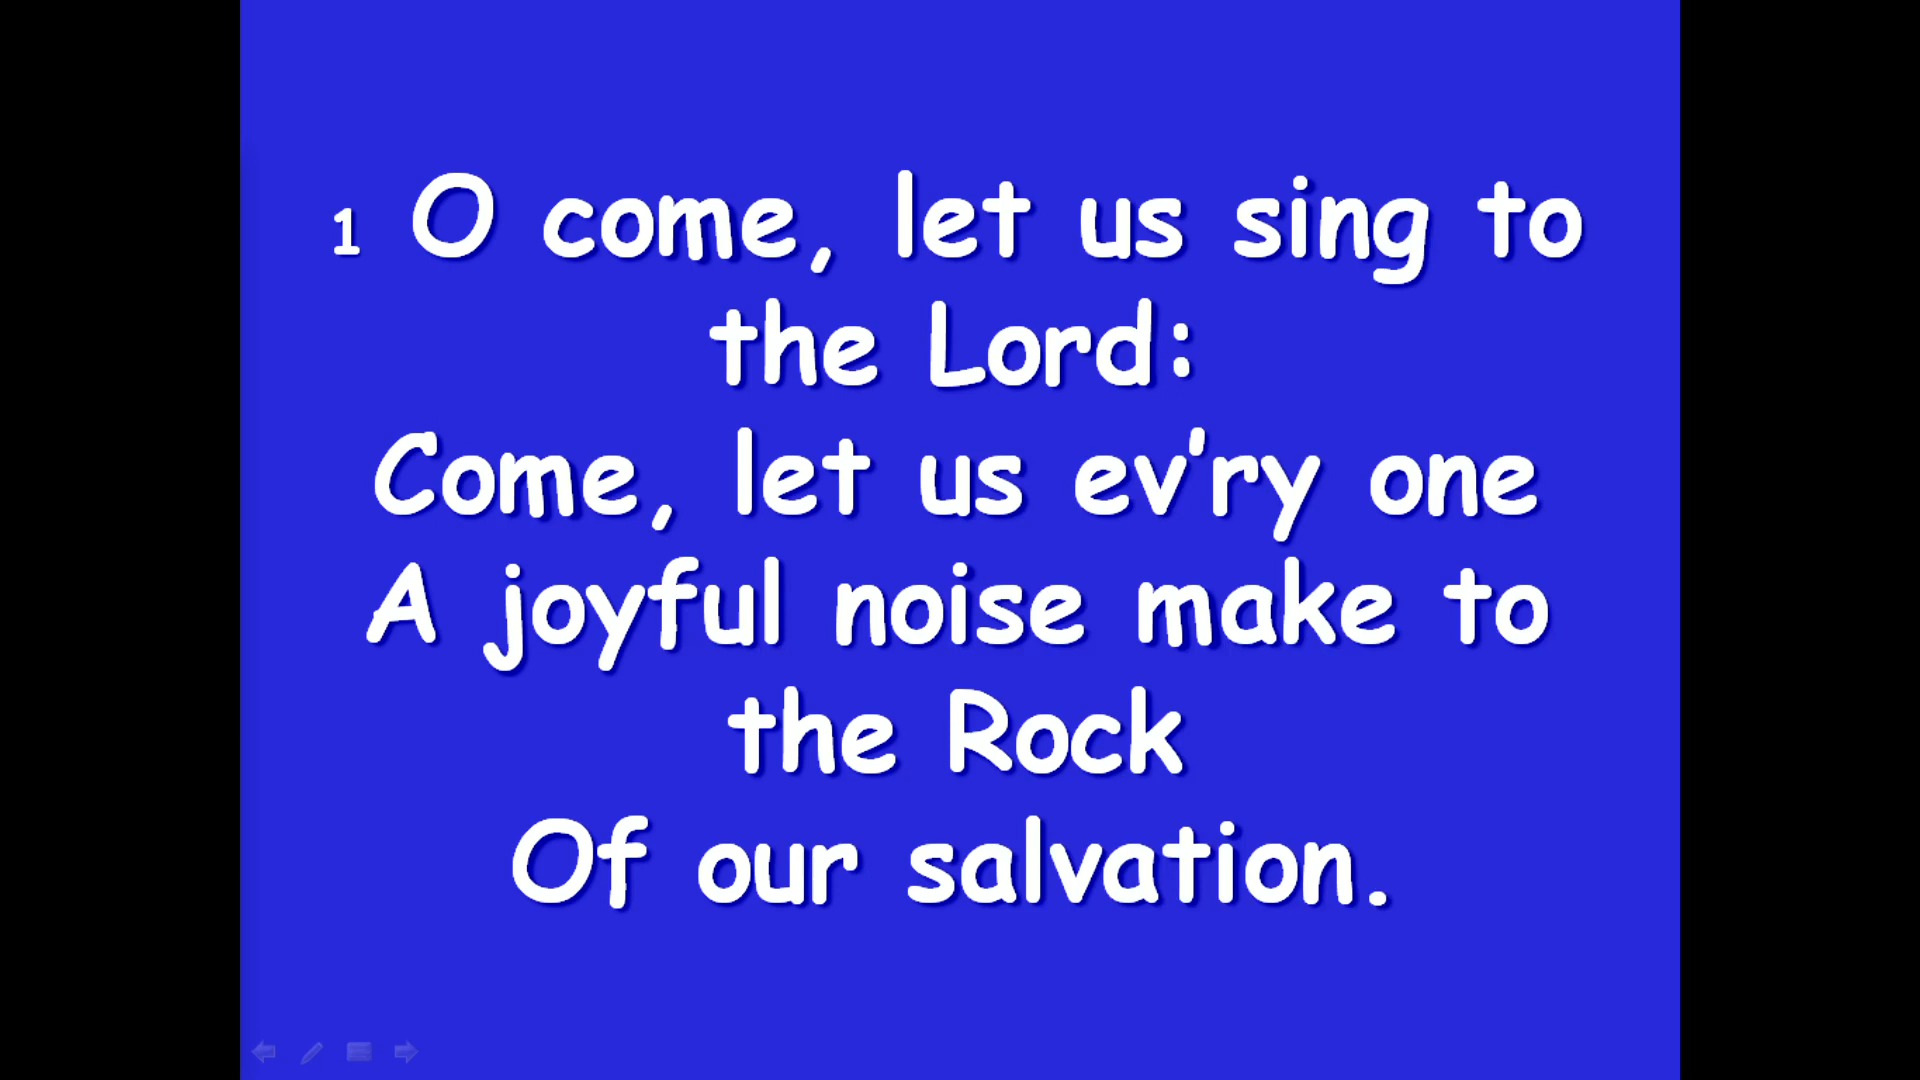 1 O come, let us sing to
the Lord:
Come, let us ev'ry one
A joyful noise make to
the Rock
Of our salvation.